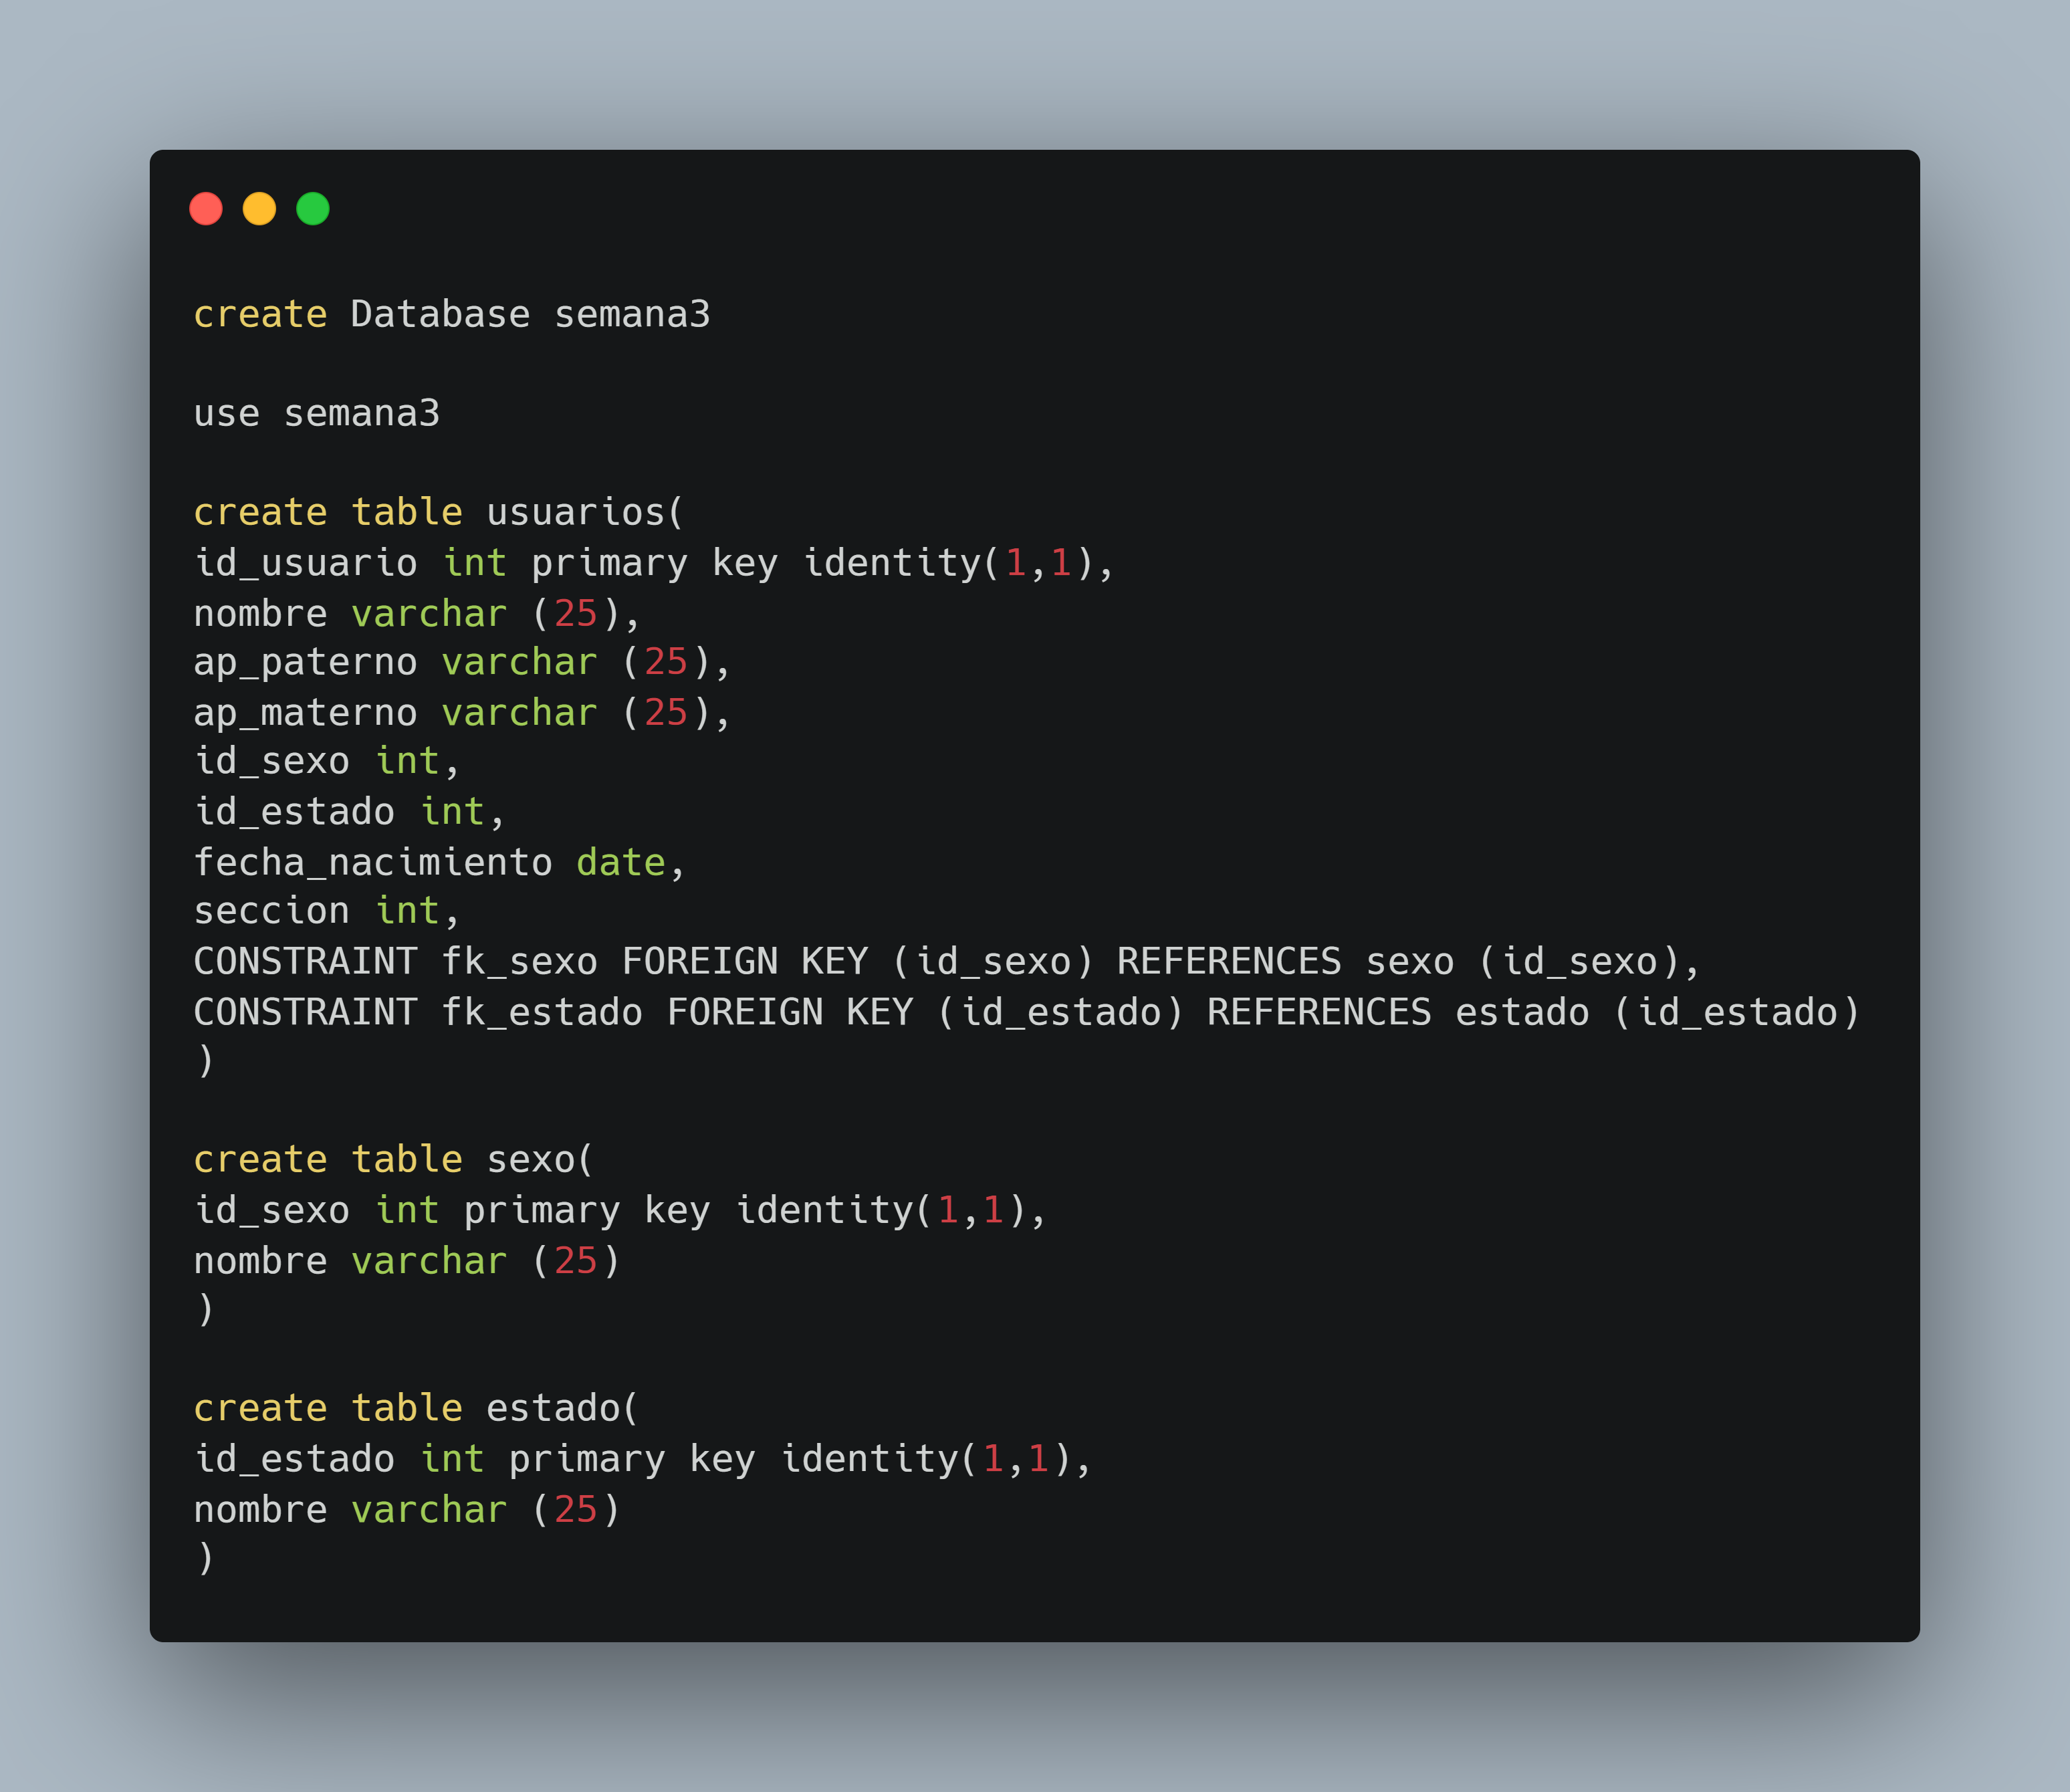 create Database semana3
use semana3
create table usuarios(
id_usuario int primary key identity(1,1),
nombre varchar (25),
ap_paterno varchar (25),
ap_materno varchar (25),
id_sexo int,
id_estado int,
fecha_nacimiento date,
seccion int,
CONSTRAINT fk_sexo FOREIGN KEY (id_sexo) REFERENCES sexo (id_sexo),
CONSTRAINT fk_estado FOREIGN KEY (id_estado) REFERENCES estado (id_estado)
)
create table sexo(
id_sexo int primary key identity(1,1),
nombre varchar (25)
)
create table estado(
id_estado int primary key identity(1,1),
nombre varchar (25)
)